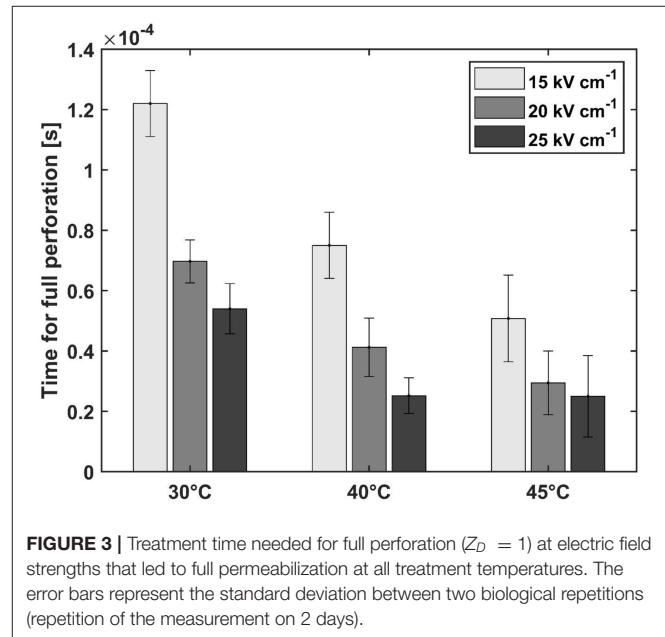 ×10⁻⁴
1.4
1.2
1
0.8
0.6
0.4
0.2
0
Time for full perforation [s]
15 kV cm⁻¹
20 kV cm⁻¹
25 kV cm⁻¹
30°C
40°C
45°C
FIGURE 3 | Treatment time needed for full perforation (Z_D = 1) at electric field
strengths that led to full permeabilization at all treatment temperatures. The
error bars represent the standard deviation between two biological repetitions
(repetition of the measurement on 2 days).